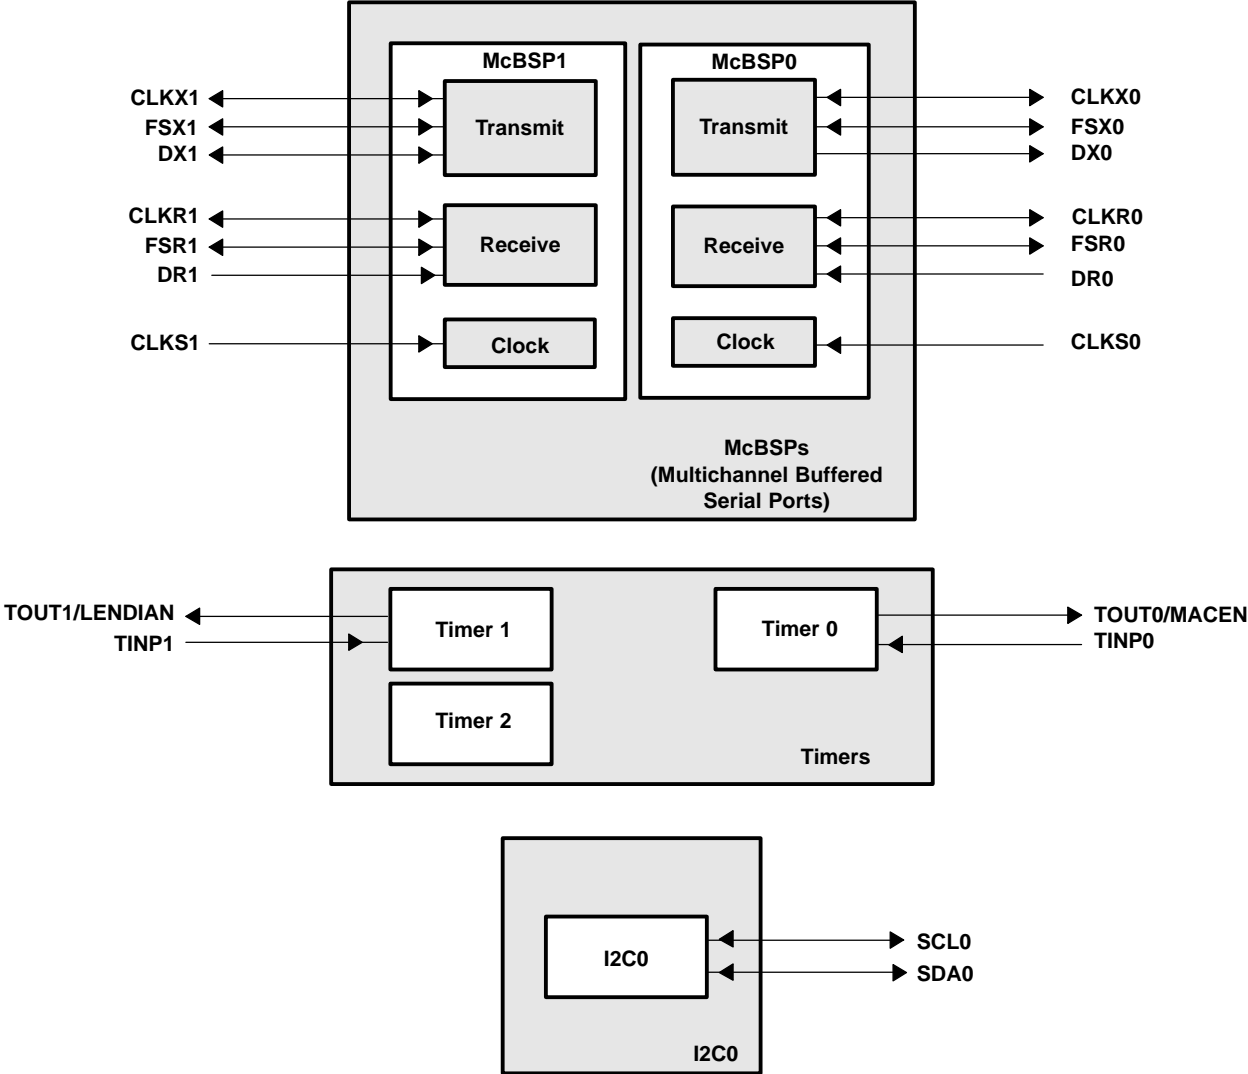 McBSP1
McBSP0
CLKX1
Transmit
Transmit
CLKX0
FSX1
FSX0
DX1
DX0
CLKR1
Receive
Receive
CLKR0
FSR1
FSR0
DR1
DR0
CLKS1
Clock
Clock
CLKS0
McBSPs
(Multichannel Buffered
Serial Ports)
TOUT1/LENDIAN
Timer 1
Timer 0
TOUT0/MACEN
TINP1
TINP0
Timer 2
Timers
I2C0
SCL0
SDA0
I2C0